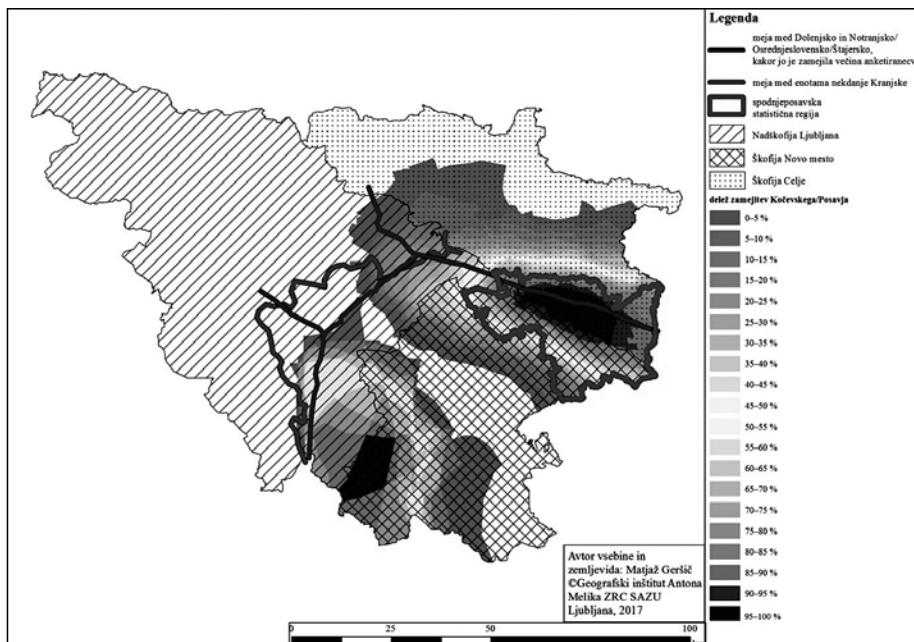 Legenda
meja med Dolenjsko in Notranjsko/
Osrednjeslovensko/Štajersko,
kakor jo je zamejila večina anketirancev
meja med enotama nekdanje Kranjske
spodnjeposavska
statistična regija
Nadškofija Ljubljana
Škofija Novo mesto
Škofija Celje
delež zamejitev Kočevskega/Posavja
0–5 %
5–10 %
10–15 %
15–20 %
20–25 %
25–30 %
30–35 %
35–40 %
40–45 %
45–50 %
50–55 %
55–60 %
60–65 %
65–70 %
70–75 %
75–80 %
80–85 %
85–90 %
90–95 %
95–100 %
Avtor vsebine in
zemljevida: Matjaž Geršič
©Geografski inštitut Antona
Melika ZRC SAZU
Ljubljana, 2017
0 25 50 100